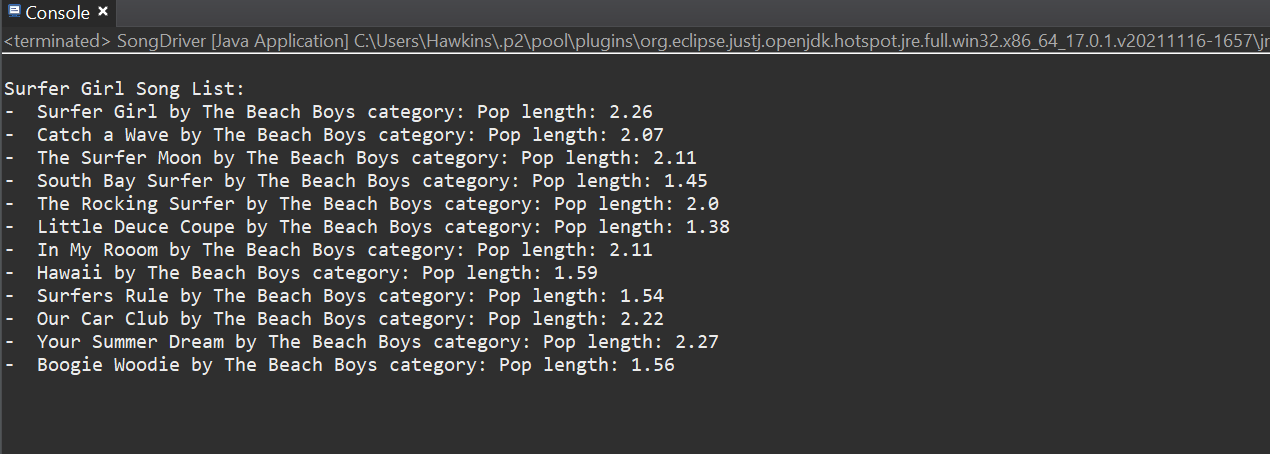 Console
<terminated> SongDriver [Java Application] C:\Users\Hawkins\.p2\pool\plugins\org.eclipse.justj.openjdk.hotspot.jre.full.win32.x86_64_17.0.1.v20211116-1657\jr
Surfer Girl Song List:
-  Surfer Girl by The Beach Boys category: Pop length: 2.26
-  Catch a Wave by The Beach Boys category: Pop length: 2.07
-  The Surfer Moon by The Beach Boys category: Pop length: 2.11
-  South Bay Surfer by The Beach Boys category: Pop length: 1.45
-  The Rocking Surfer by The Beach Boys category: Pop length: 2.0
-  Little Deuce Coupe by The Beach Boys category: Pop length: 1.38
-  In My Rooom by The Beach Boys category: Pop length: 2.11
-  Hawaii by The Beach Boys category: Pop length: 1.59
-  Surfers Rule by The Beach Boys category: Pop length: 1.54
-  Our Car Club by The Beach Boys category: Pop length: 2.22
-  Your Summer Dream by The Beach Boys category: Pop length: 2.27
-  Boogie Woodie by The Beach Boys category: Pop length: 1.56